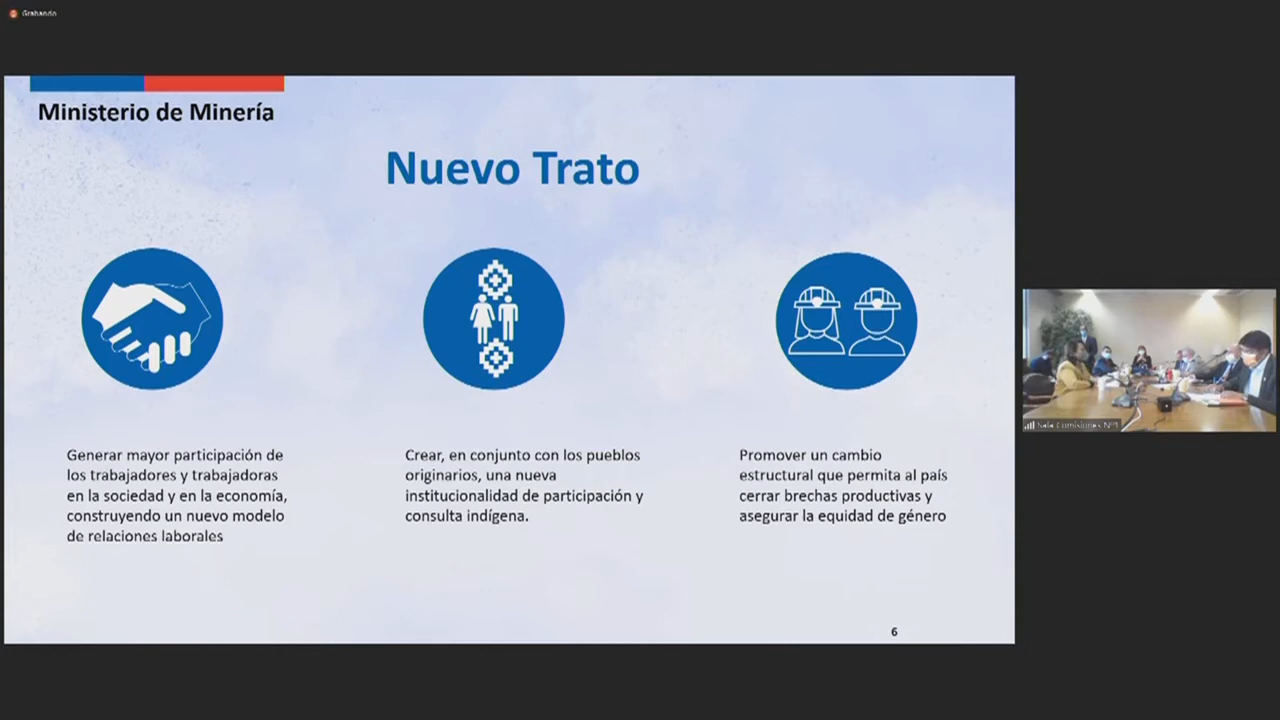 Grabando
Ministerio de Minería
Nuevo Trato
Generar mayor participación de
los trabajadores y trabajadoras
en la sociedad y en la economía,
construyendo un nuevo modelo
de relaciones laborales
Crear, en conjunto con los pueblos
originarios, una nueva
institucionalidad de participación y
consulta indígena.
Promover un cambio
estructural que permita al país
cerrar brechas productivas y
asegurar la equidad de género
6
Sala Comisiones N°1